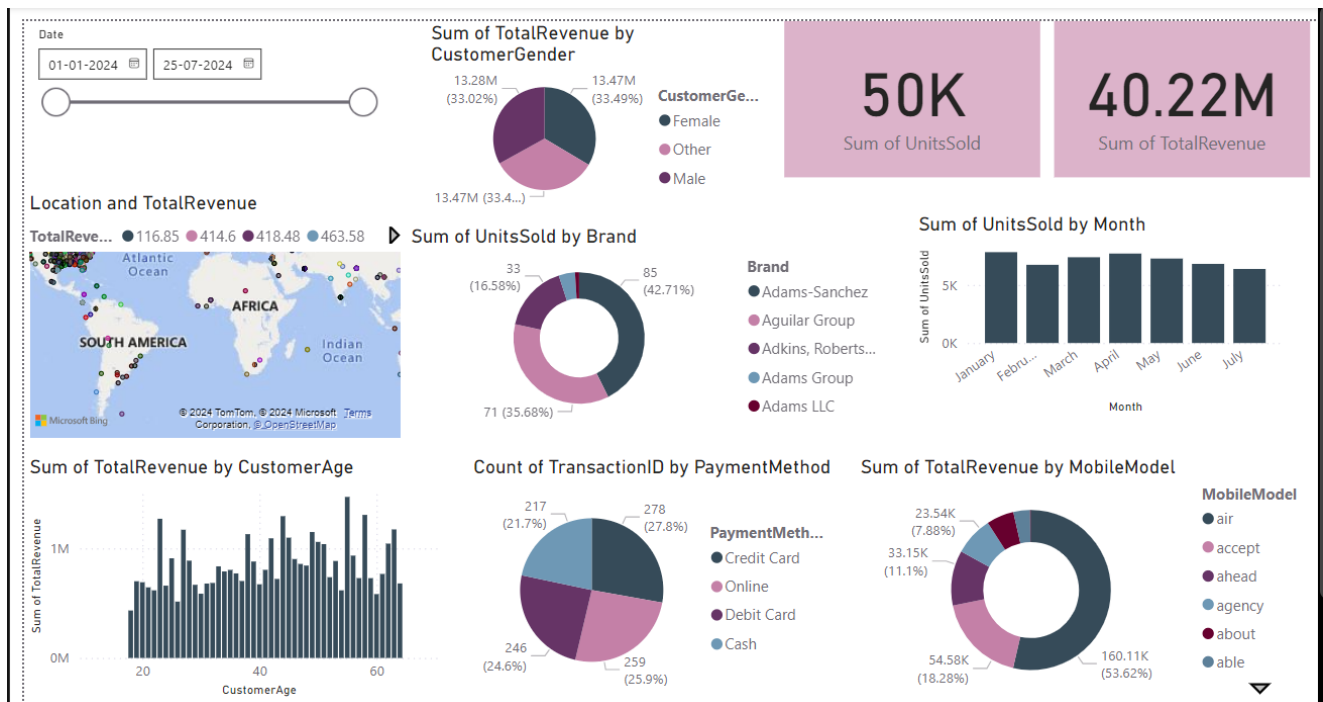 Date
01-01-2024
25-07-2024
Sum of TotalRevenue by
CustomerGender
13.28M
(33.02%)
13.47M
(33.49%)
13.47M (33.4...)
CustomerGe...
Female
Other
Male
50K
Sum of UnitsSold
40.22M
Sum of TotalRevenue
Location and TotalRevenue
TotalReve... 116.85 414.6 418.48 463.58
Atlantic
Ocean
AFRICA
SOUTH AMERICA
Indian
Ocean
Microsoft Bing
© 2024 TomTom, © 2024 Microsoft Terms
Corporation, © OpenStreetMap
Sum of UnitsSold by Brand
33
(16.58%)
85
(42.71%)
71 (35.68%)
Brand
Adams-Sanchez
Aguilar Group
Adkins, Roberts...
Adams Group
Adams LLC
Sum of UnitsSold by Month
Sum of UnitsSold
5K
0K
January
Febru...
March
April
May
June
July
Month
Sum of TotalRevenue by CustomerAge
Sum of TotalRevenue
1M
0M
20
40
60
CustomerAge
Count of TransactionID by PaymentMethod
217
(21.7%)
278
(27.8%)
246
(24.6%)
259
(25.9%)
PaymentMeth...
Credit Card
Online
Debit Card
Cash
Sum of TotalRevenue by MobileModel
23.54K
(7.88%)
33.15K
(11.1%)
54.58K
(18.28%)
160.11K
(53.62%)
MobileModel
air
accept
ahead
agency
about
able